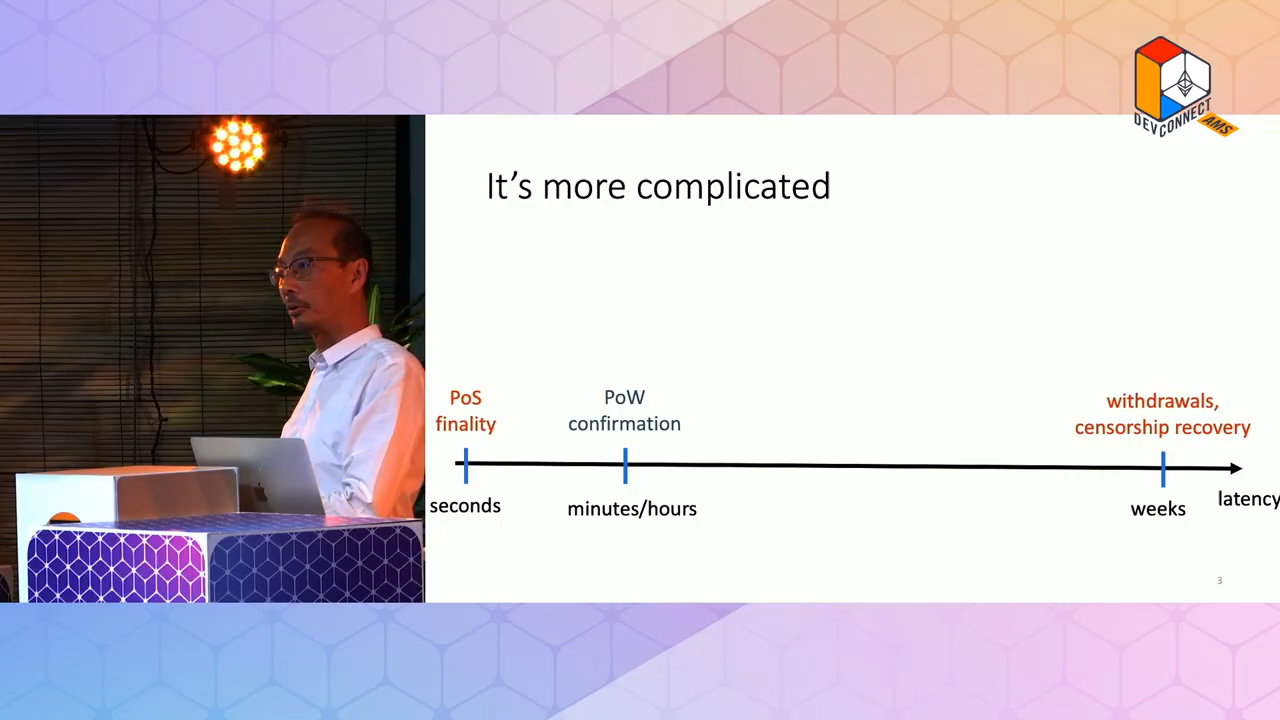 DEVCONNECT
AMS
It's more complicated
PoS
finality
PoW
confirmation
withdrawals,
censorship recovery
seconds
minutes/hours
weeks
latency
3